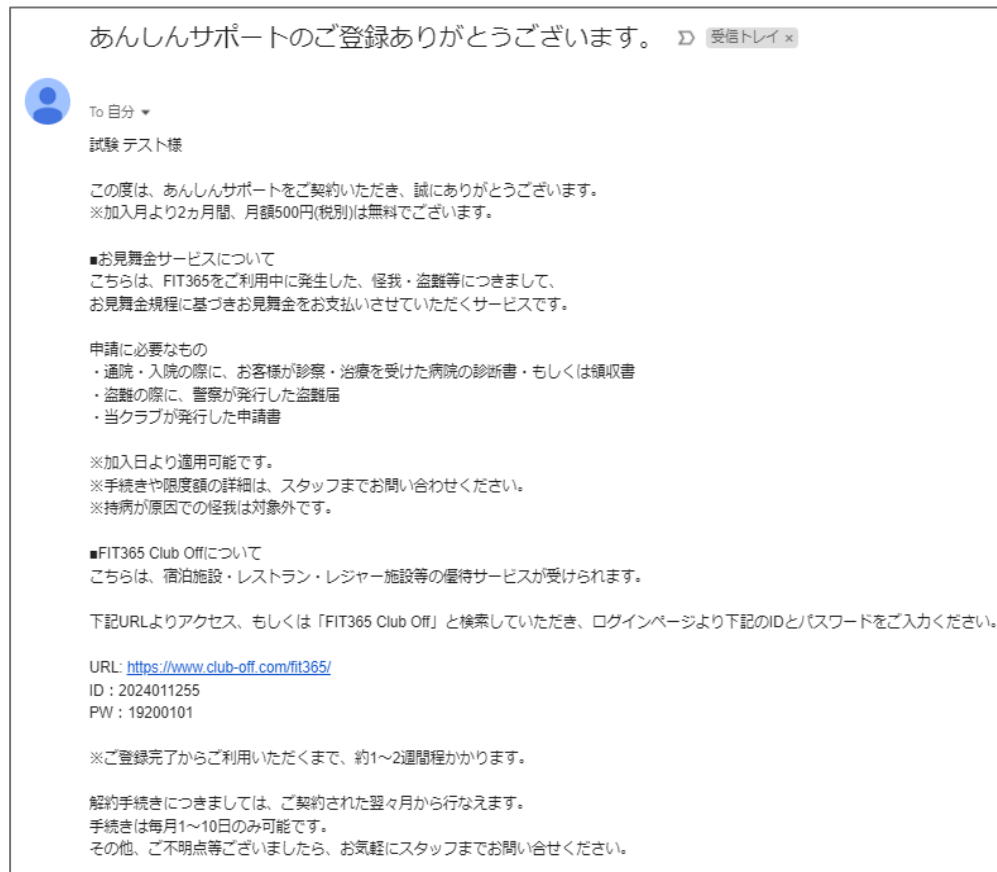 あんしんサポートのご登録ありがとうございます。 受信トレイ ×
To 自分
試験 テスト様
この度は、あんしんサポートをご契約いただき、誠にありがとうございます。
※加入月より2ヵ月間、月額500円(税別)は無料でございます。
■お見舞金サービスについて
こちらは、FIT365をご利用中に発生した、怪我・盗難等につきまして、
お見舞金規程に基づきお見舞金をお支払いさせていただくサービスです。
申請に必要なもの
・通院・入院の際に、お客様が診察・治療を受けた病院の診断書・もしくは領収書
・盗難の際に、警察が発行した盗難届
・当クラブが発行した申請書
※加入日より適用可能です。
※手続きや限度額の詳細は、スタッフまでお問い合わせください。
※持病が原因での怪我は対象外です。
■FIT365 Club Offについて
こちらは、宿泊施設・レストラン・レジャー施設等の優待サービスが受けられます。
下記URLよりアクセス、もしくは「FIT365 Club Off」と検索していただき、ログインページより下記のIDとパスワードをご入力ください。
URL: https://www.club-off.com/fit365/
ID：2024011255
PW：19200101
※ご登録完了からご利用いただくまで、約1～2週間程かかります。
解約手続きにつきましては、ご契約された翌々月から行なえます。
手続きは毎月1～10日のみ可能です。
その他、ご不明点等ございましたら、お気軽にスタッフまでお問い合せください。